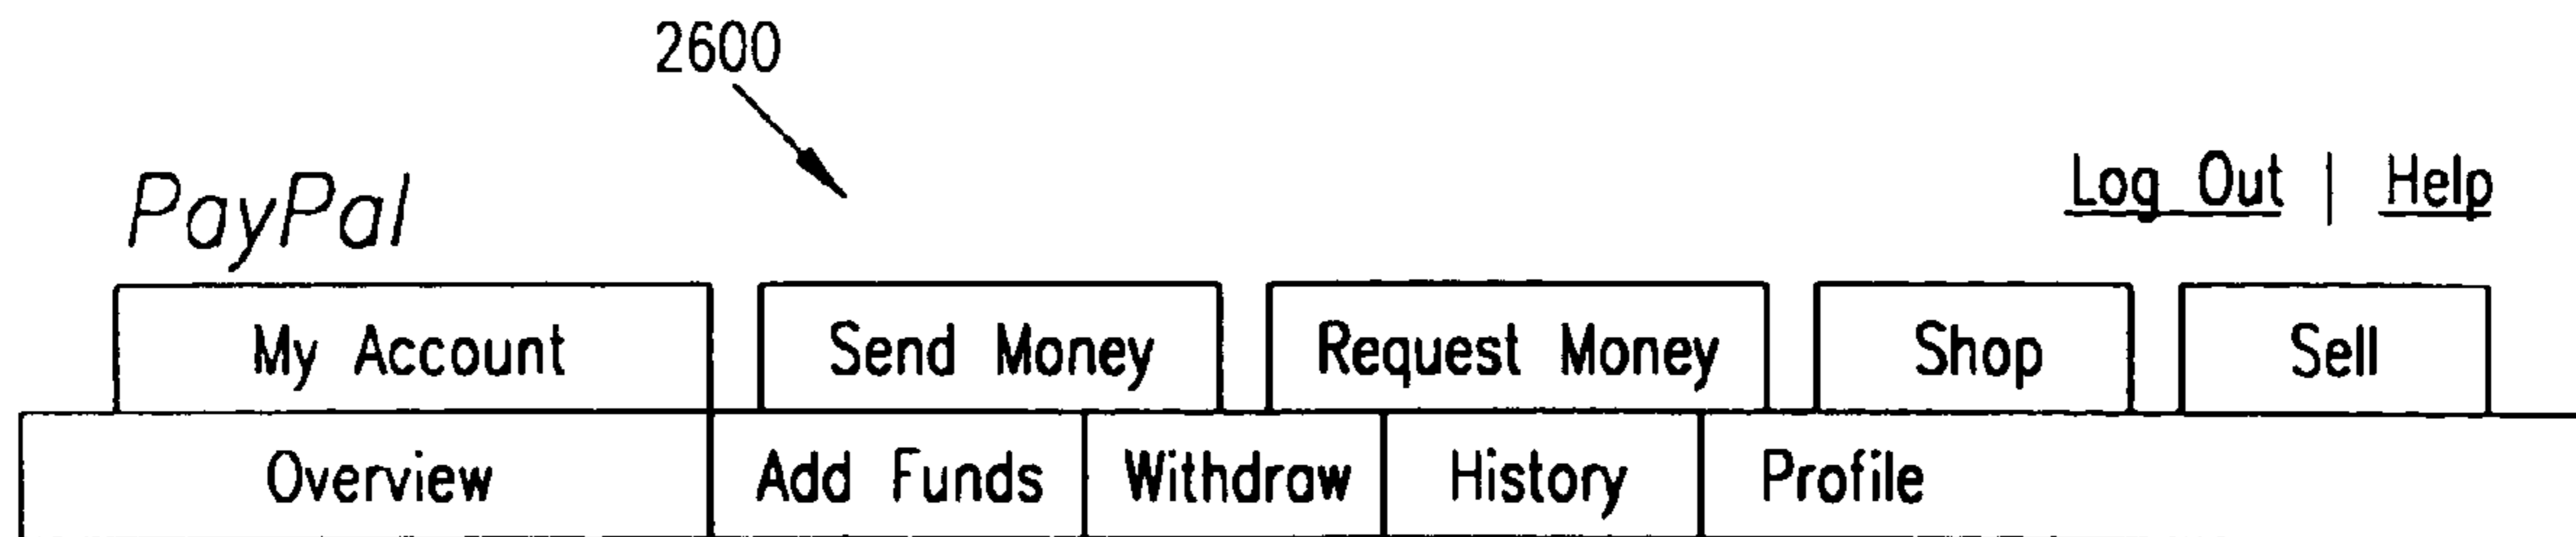 2600
PayPal
Log Out | Help
My Account Send Money Request Money Shop Sell
Overview Add Funds Withdraw History Profile